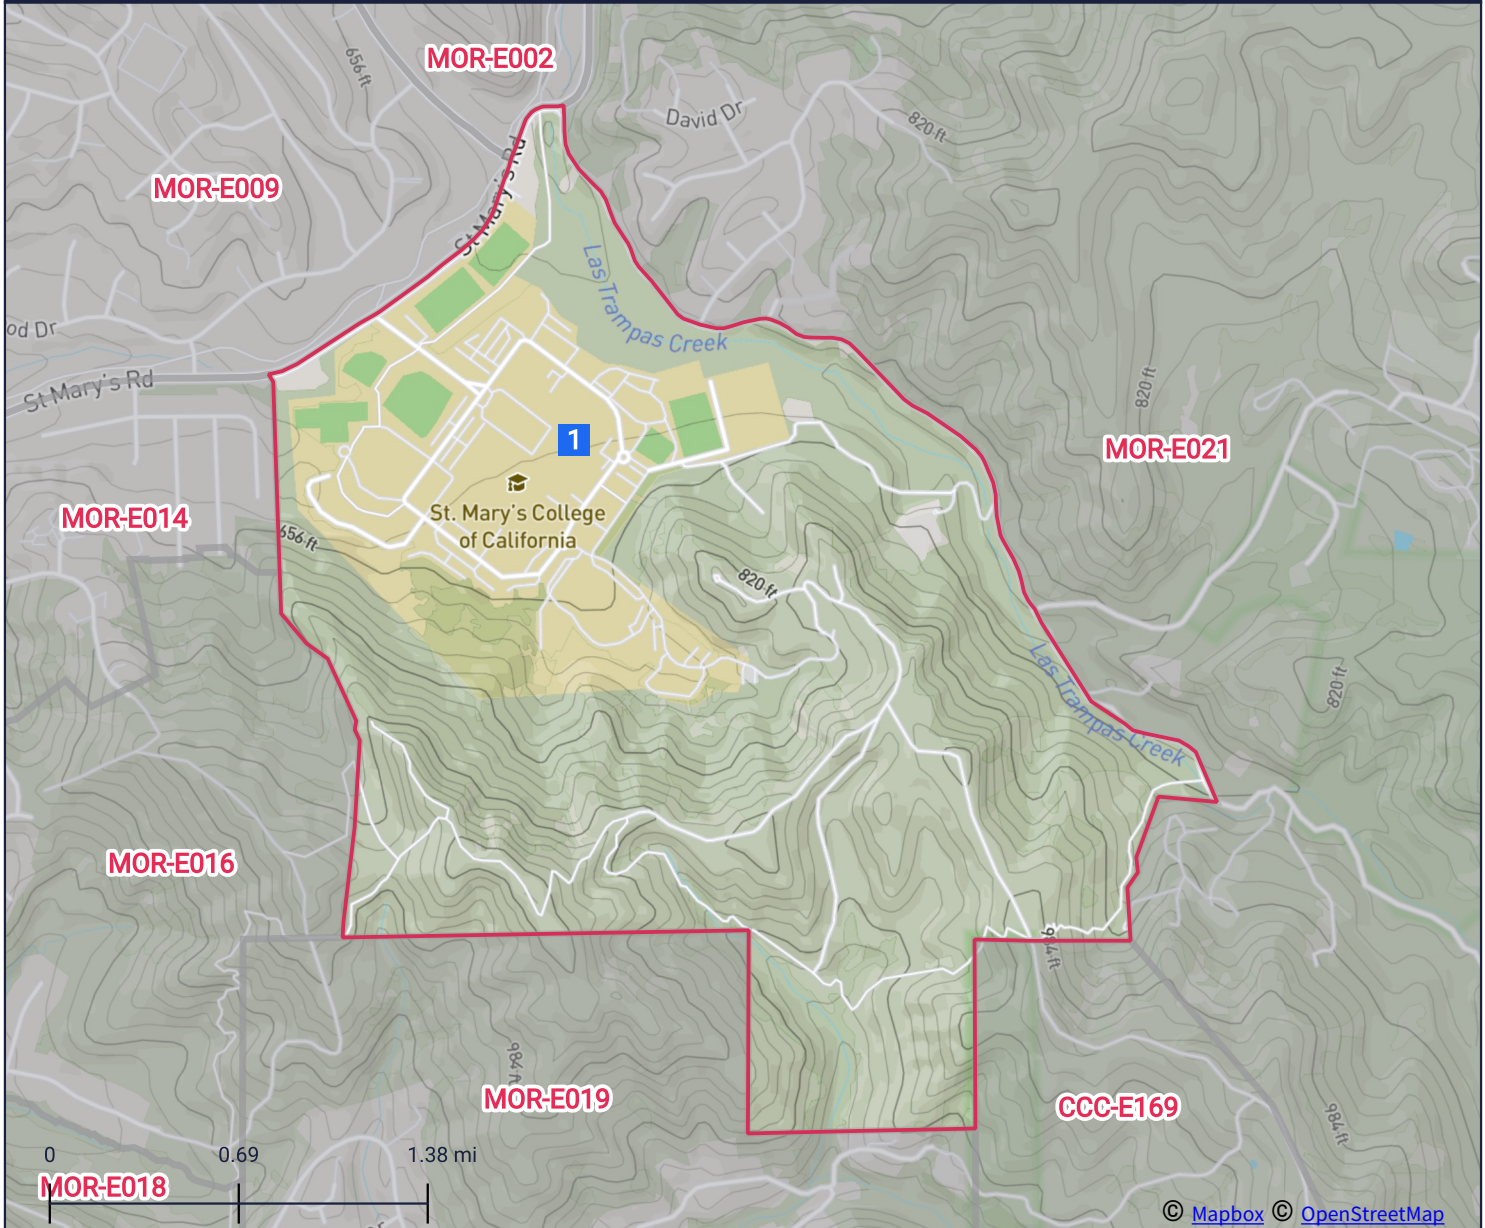 656 ft
MOR-E002
David Dr
820 ft
MOR-E009
St Mary's Rd
Las Trampas Creek
od Dr
St Mary's Rd
820 ft
1
MOR-E021
St. Mary's College
of California
MOR-E014
656 ft
820 ft
Las Trampas Creek
820 ft
MOR-E016
984 ft
984 ft
MOR-E019
CCC-E169
984 ft
0 0.69 1.38 mi
MOR-E018
© Mapbox © OpenStreetMap